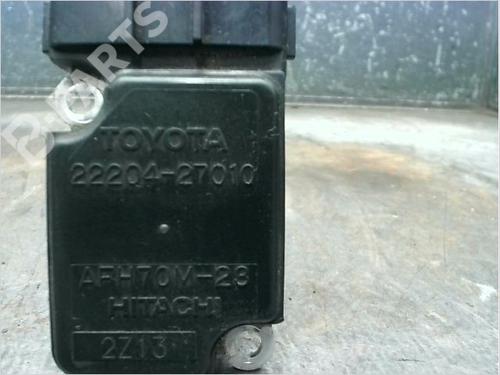 B-PARTS
TOYOTA
22204-27010
AFH70M-23
HITACHI
2Z13